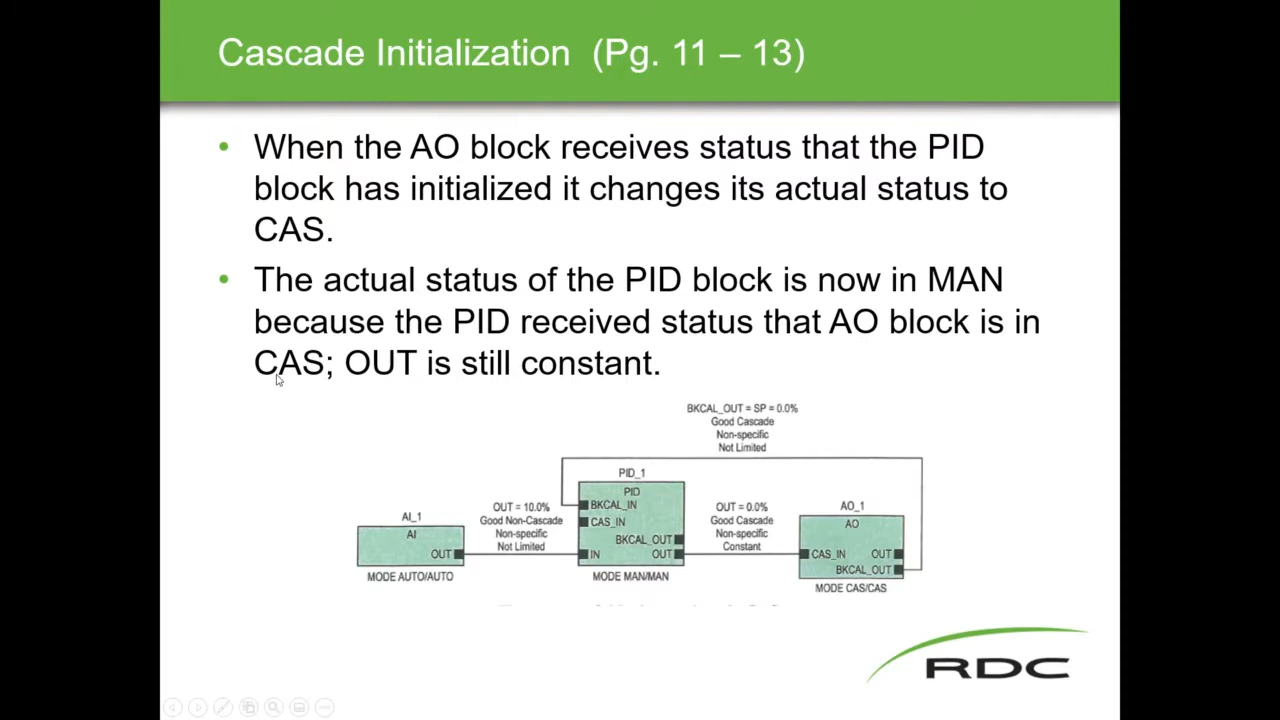 Cascade Initialization (Pg. 11 – 13)
• When the AO block receives status that the PID
block has initialized it changes its actual status to
CAS.
• The actual status of the PID block is now in MAN
because the PID received status that AO block is in
CAS; OUT is still constant.
BKCAL_OUT = SP = 0.0%
Good Cascade
Non-specific
Not Limited
PID_1
PID
BKCAL_IN
CAS_IN
BKCAL_OUT
IN
OUT
MODE MAN/MAN
OUT = 10.0%
Good Non-Cascade
Non-specific
Not Limited
AI_1
AI
OUT
MODE AUTO/AUTO
OUT = 0.0%
Good Cascade
Non-specific
Constant
AO_1
AO
CAS_IN
OUT
BKCAL_OUT
MODE CAS/CAS
RDC